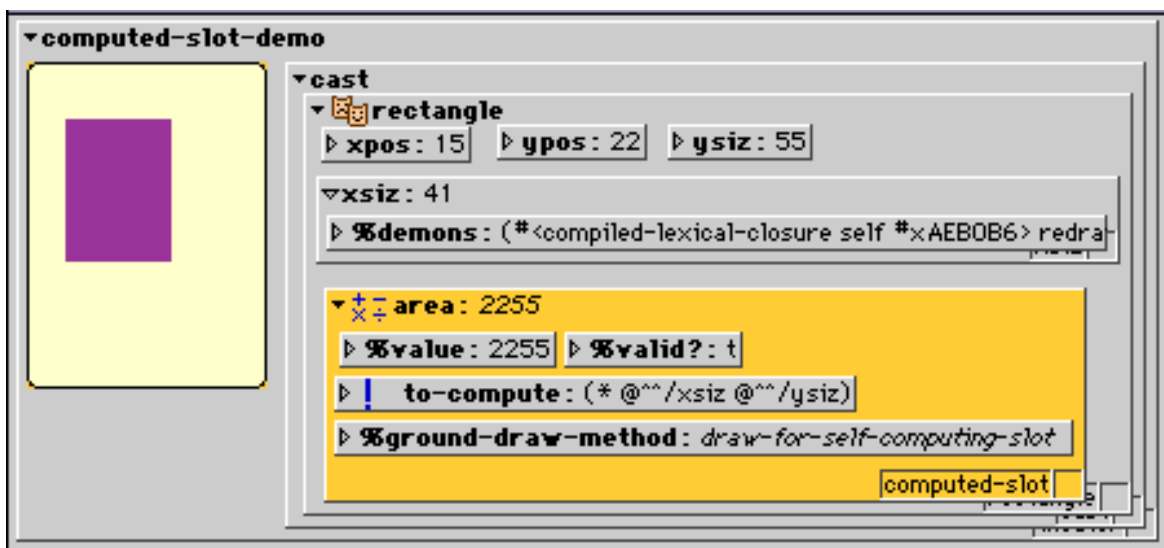 computed-slot-demo
cast
rectangle
xpos: 15 ypos: 22 ysiz: 55
xsiz: 41
%demons: (#<compiled-lexical-closure self #xAEB0B6> redra
area: 2255
%value: 2255 %valid?: t
! to-compute: (* @^^/xsiz @^^/ysiz)
%ground-draw-method: draw-for-self-computing-slot
computed-slot